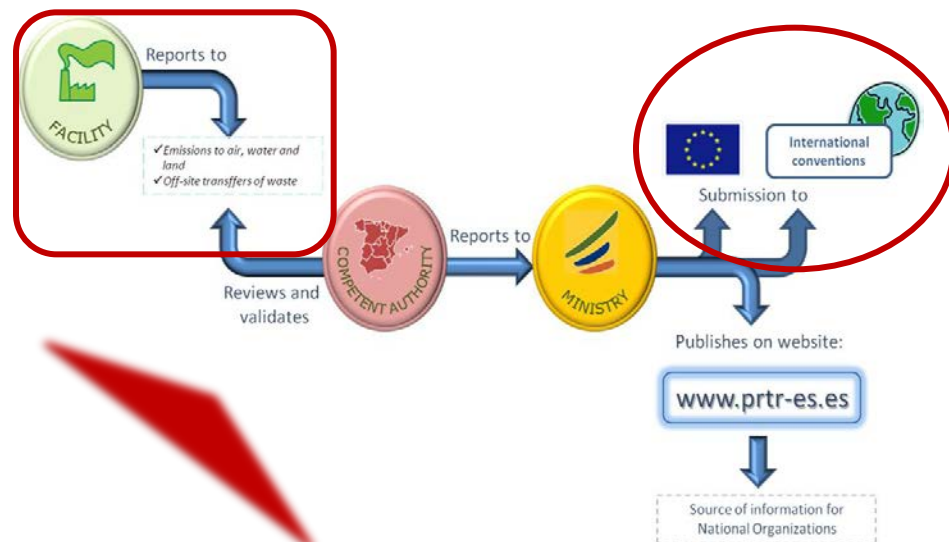 Reports to
FACILITY
✓Emissions to air, water and
land
✓Off-site transffers of waste
International
conventions
Submission to
Reports to
COMPETENT AUTHORITY
MINISTRY
Reviews and
validates
Publishes on website:
www.prtr-es.es
Source of information for
National Organizations